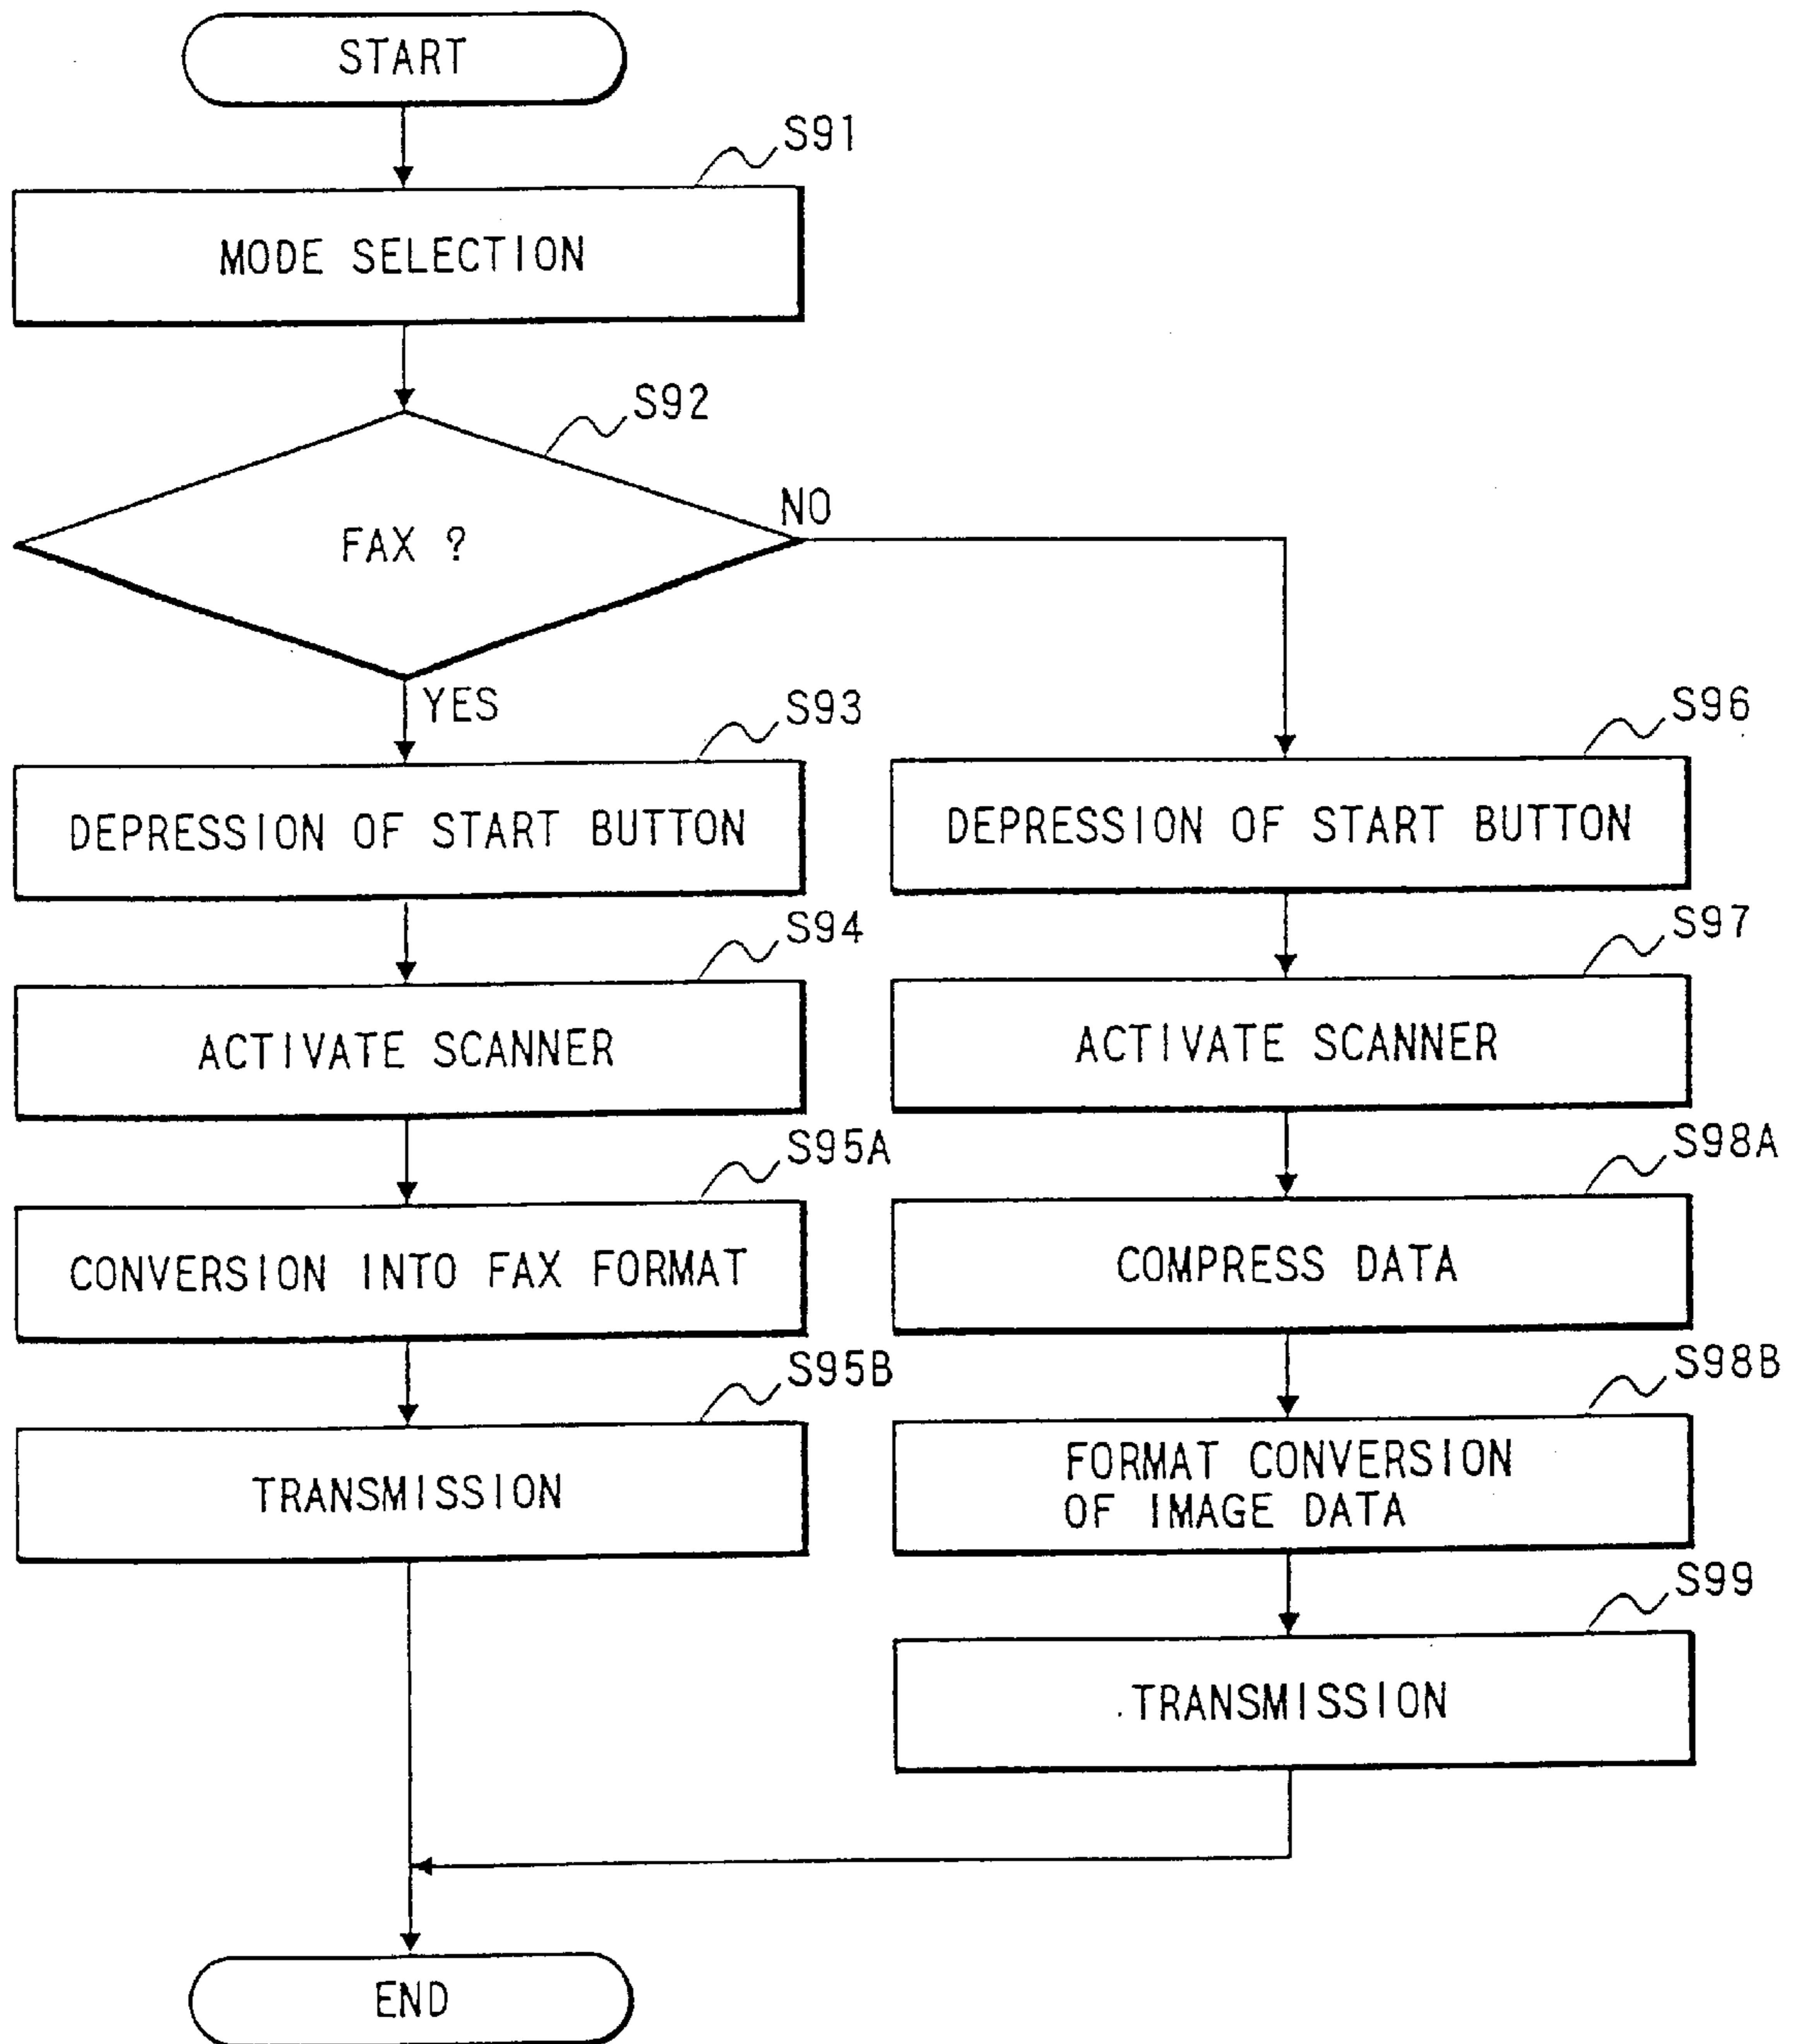 START
S91
MODE SELECTION
S92
FAX ?
NO
YES
S93
DEPRESSION OF START BUTTON
S94
ACTIVATE SCANNER
S95A
CONVERSION INTO FAX FORMAT
S95B
TRANSMISSION
S96
DEPRESSION OF START BUTTON
S97
ACTIVATE SCANNER
S98A
COMPRESS DATA
S98B
FORMAT CONVERSION
OF IMAGE DATA
S99
TRANSMISSION
END